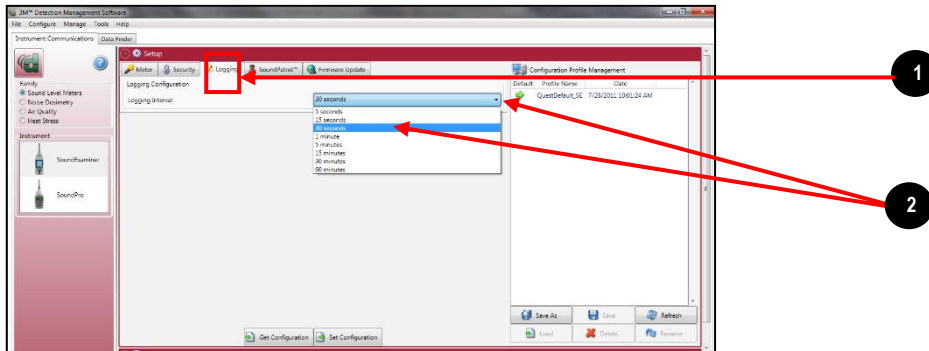 3M™ Detection Management Software
File Configure Manage Tools Help
Instrument Communications Data Finder
Setup
Meter Security Logging SoundPatrol™ Firmware Update
Configuration Profile Management
Family
Sound Level Meters
Noise Dosimetry
Air Quality
Heat Stress
Instrument
SoundExaminer
SoundPro
Logging Configuration
Logging Interval 30 seconds
5 seconds
15 seconds
30 seconds
1 minute
5 minutes
15 minutes
30 minutes
60 minutes
Default Profile Name Date
QuestDefault_SE 7/28/2011 10:01:24 AM
Save As Save Refresh
Load Delete Rename
Get Configuration Set Configuration
1
2